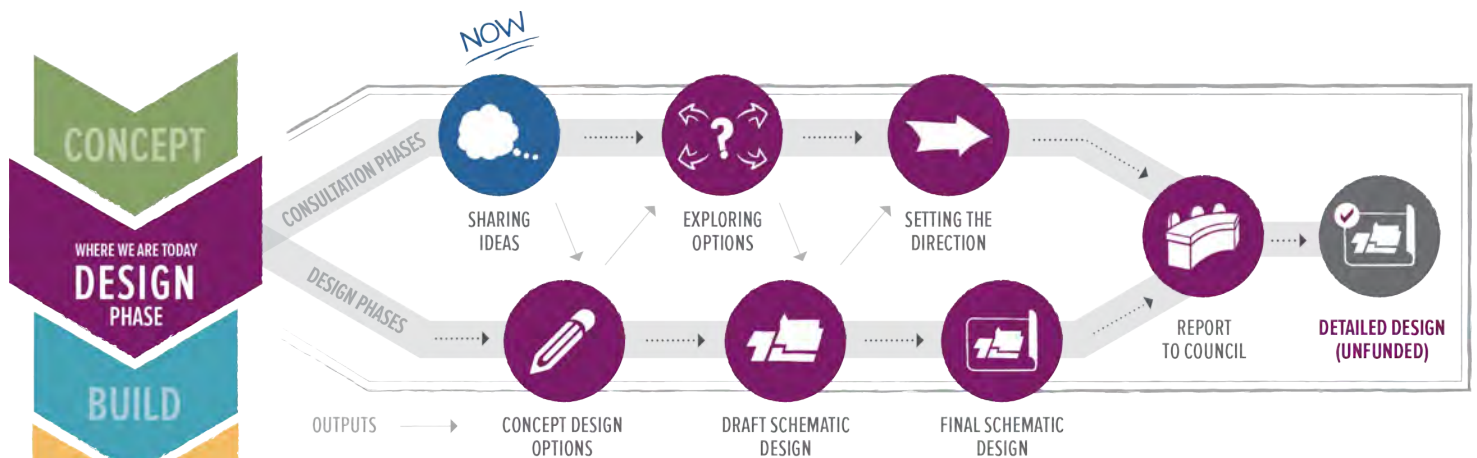 NOW
CONCEPT
WHERE WE ARE TODAY
DESIGN
PHASE
BUILD
CONSULTATION PHASES
SHARING
IDEAS
?
EXPLORING
OPTIONS
SETTING THE
DIRECTION
DESIGN PHASES
REPORT
TO COUNCIL
DETAILED DESIGN
(UNFUNDED)
OUTPUTS
CONCEPT DESIGN
OPTIONS
DRAFT SCHEMATIC
DESIGN
FINAL SCHEMATIC
DESIGN